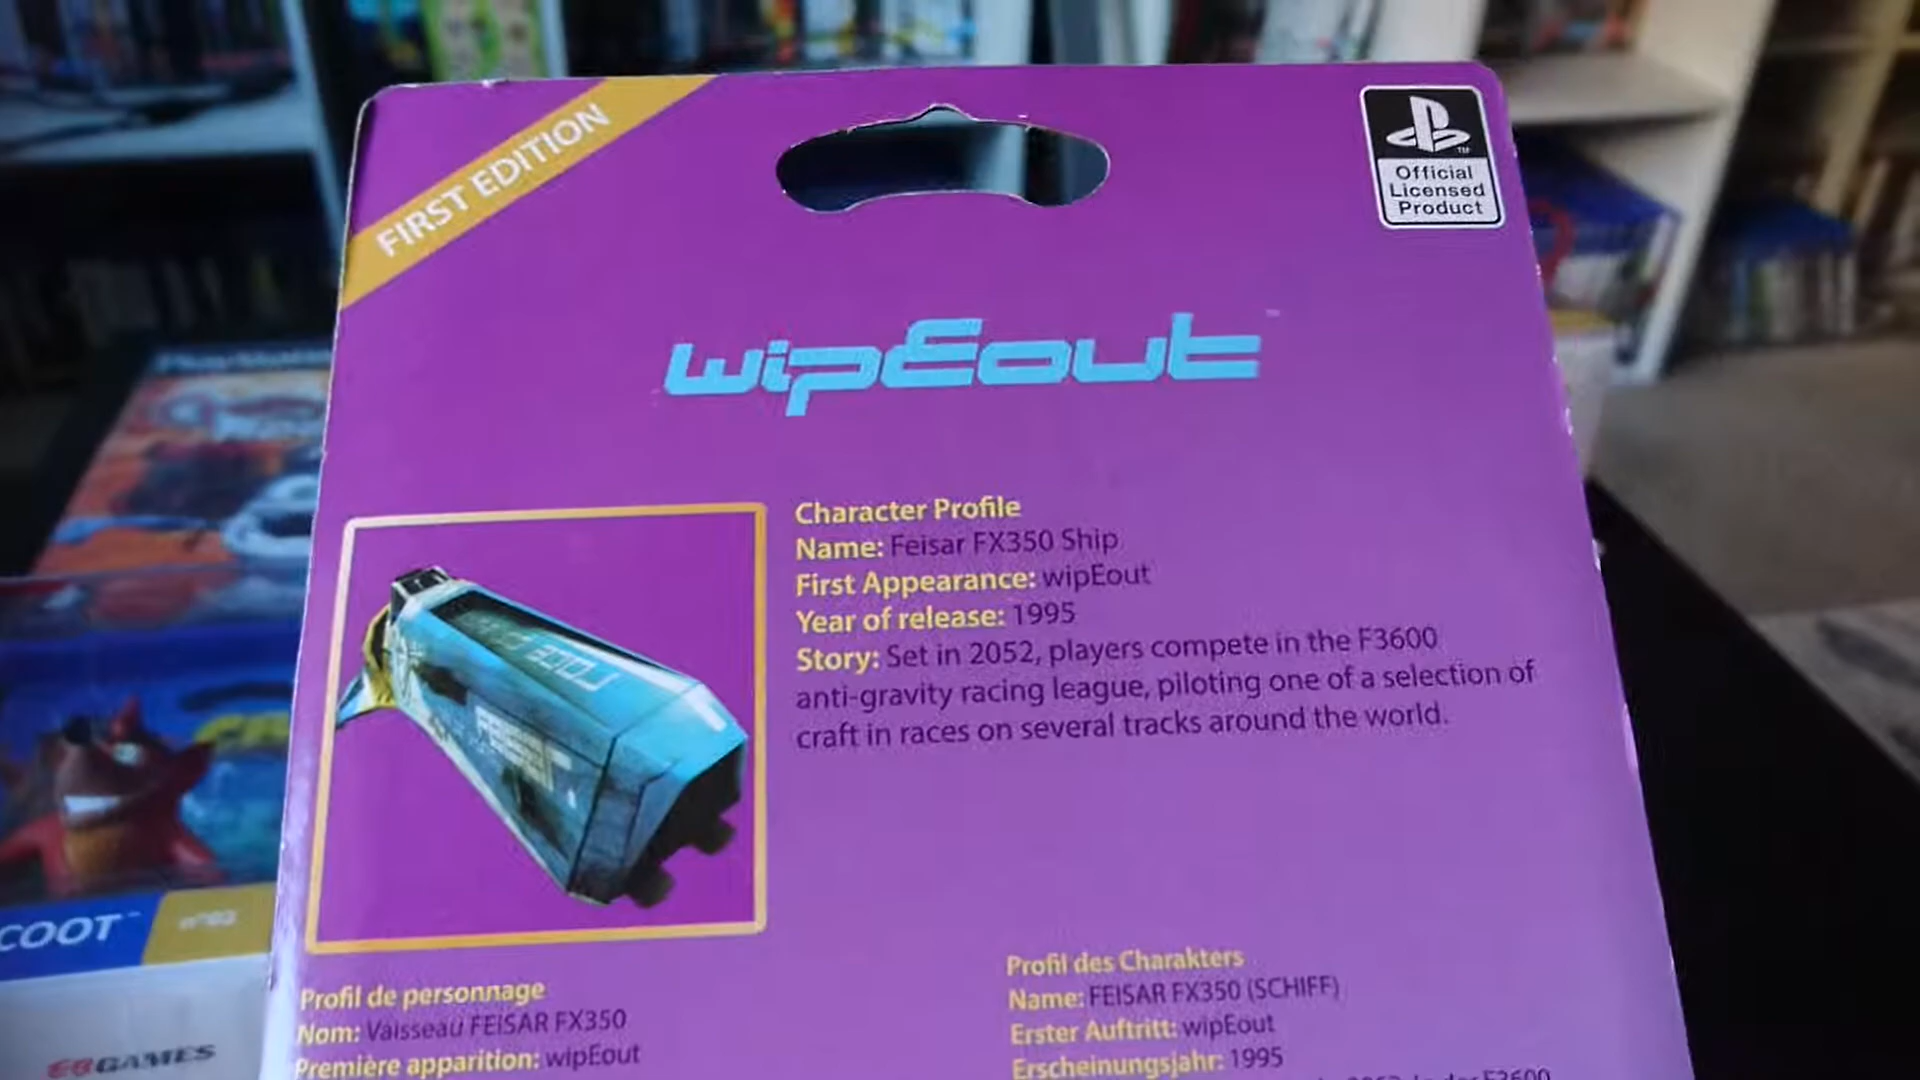 FIRST EDITION
Official
Licensed
Product
wipEout
Character Profile
Name: Feisar FX350 Ship
First Appearance: wipEout
Year of release: 1995
Story: Set in 2052, players compete in the F3600
anti-gravity racing league, piloting one of a selection of
craft in races on several tracks around the world.
Profil de personnage
Nom: Vaisseau FEISAR FX350
Première apparition: wipEout
Profil des Charakters
Name: FEISAR FX350 (SCHIFF)
Erster Auftritt: wipEout
Erscheinungsjahr: 1995
F3600
COOT
EBGAMES